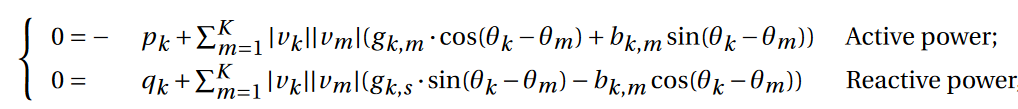 0 = − p_k + ∑_{m=1}^{K} |v_k||v_m|(g_{k,m} · cos(θ_k − θ_m) + b_{k,m} sin(θ_k − θ_m)) Active power;
0 = q_k + ∑_{m=1}^{K} |v_k||v_m|(g_{k,s} · sin(θ_k − θ_m) − b_{k,m} cos(θ_k − θ_m)) Reactive power,